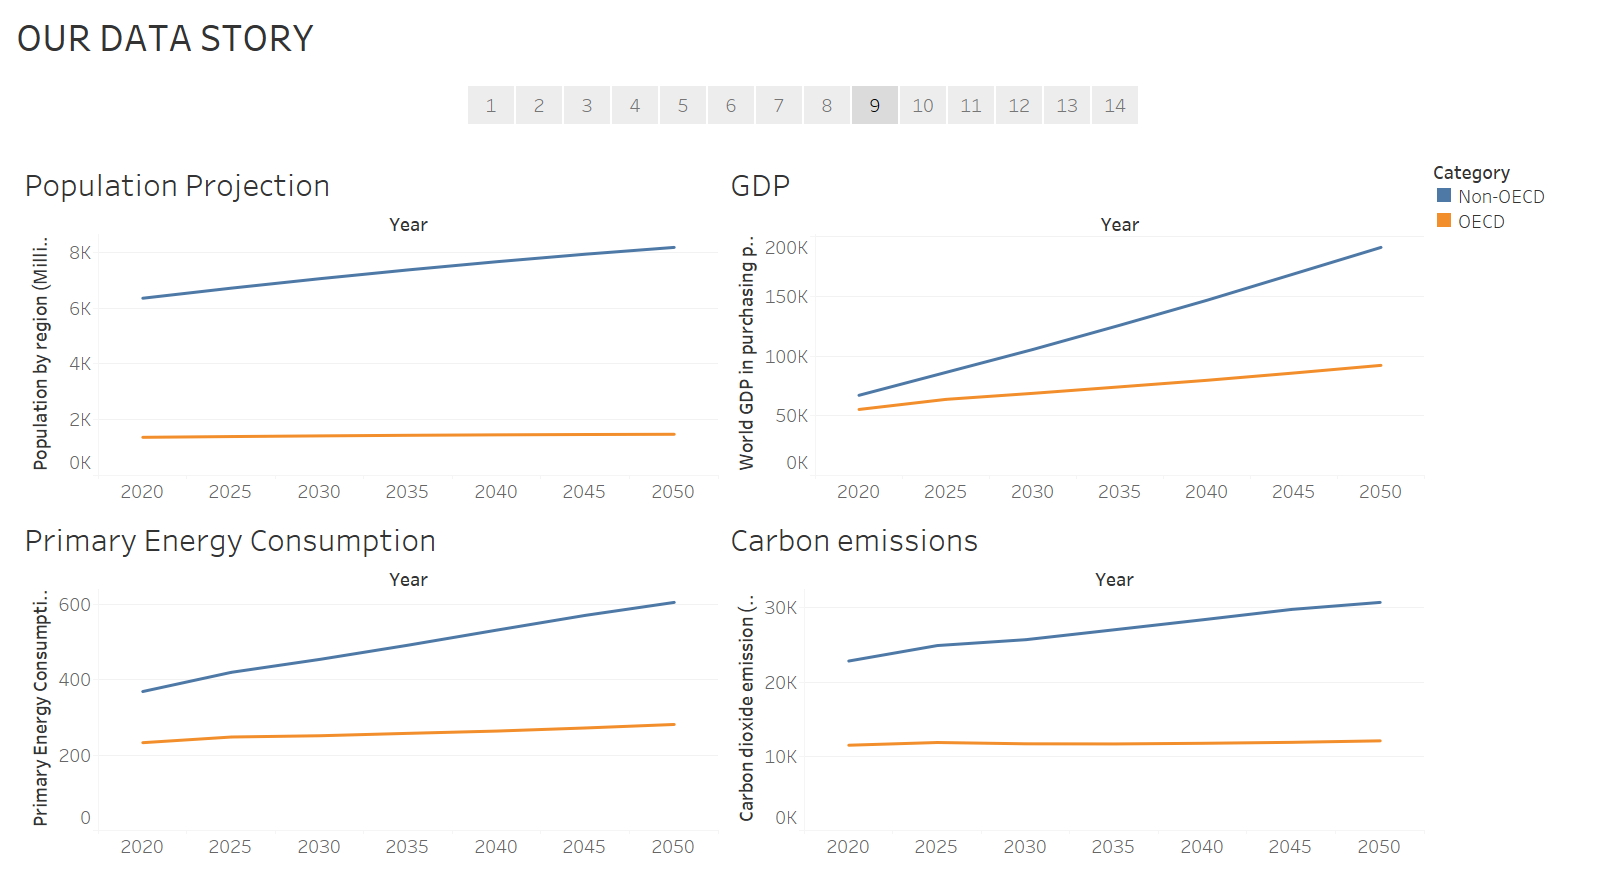 OUR DATA STORY
1 2 3 4 5 6 7 8 9 10 11 12 13 14
Population Projection
Year
Population by region (Milli..
8K
6K
4K
2K
0K
2020 2025 2030 2035 2040 2045 2050
GDP
Year
World GDP in purchasing p..
200K
150K
100K
50K
0K
2020 2025 2030 2035 2040 2045 2050
Category
Non-OECD
OECD
Primary Energy Consumption
Year
Primary Energy Consumpti..
600
400
200
0
2020 2025 2030 2035 2040 2045 2050
Carbon emissions
Year
Carbon dioxide emission (..
30K
20K
10K
0K
2020 2025 2030 2035 2040 2045 2050